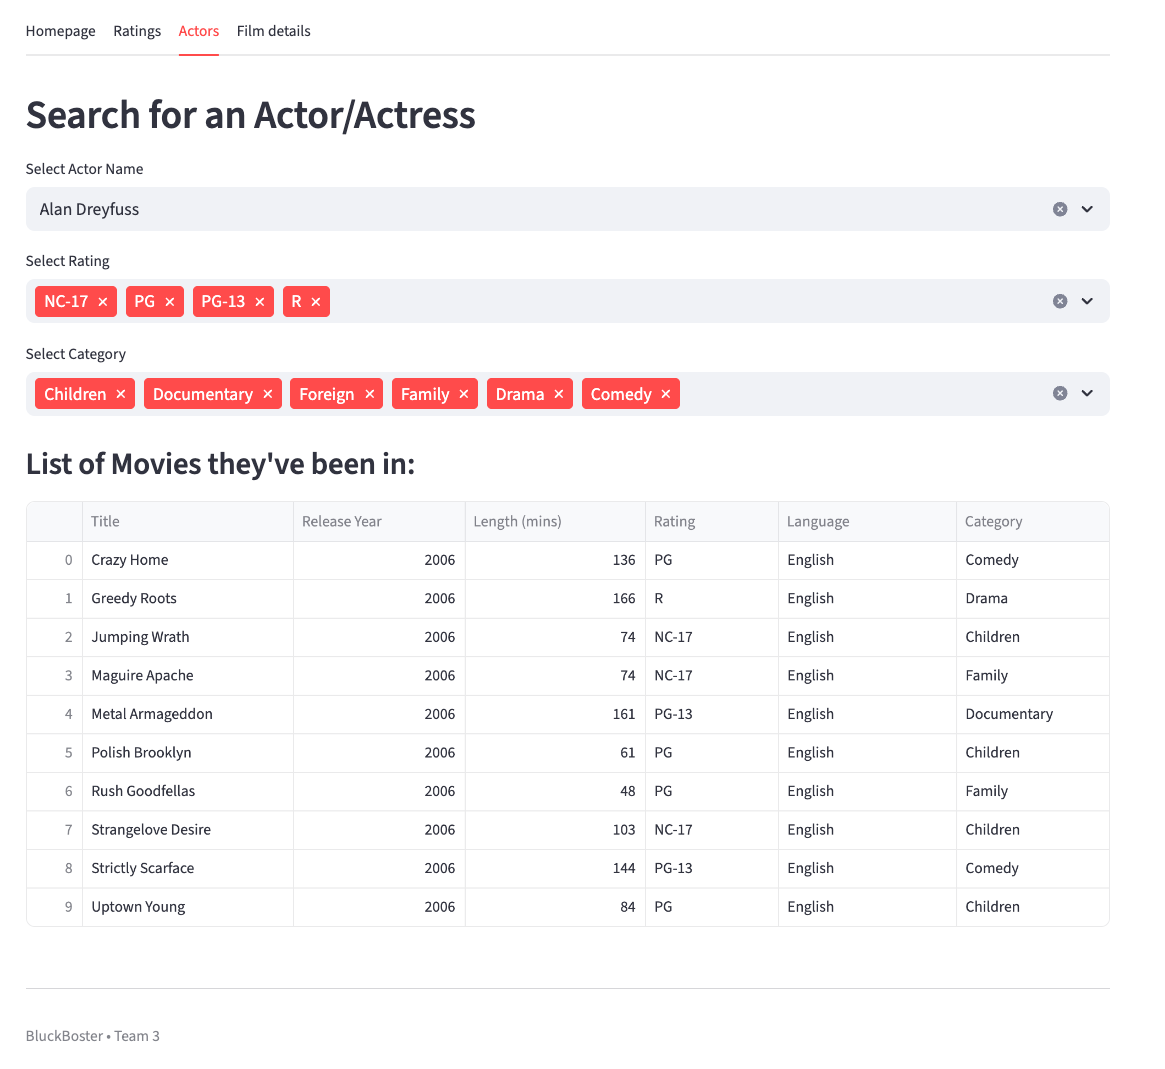 Homepage Ratings Actors Film details
Search for an Actor/Actress
Select Actor Name
Alan Dreyfuss
Select Rating
NC-17 PG PG-13 R
Select Category
Children Documentary Foreign Family Drama Comedy
List of Movies they've been in:
Title Release Year Length (mins) Rating Language Category
0 Crazy Home 2006 136 PG English Comedy
1 Greedy Roots 2006 166 R English Drama
2 Jumping Wrath 2006 74 NC-17 English Children
3 Maguire Apache 2006 74 NC-17 English Family
4 Metal Armageddon 2006 161 PG-13 English Documentary
5 Polish Brooklyn 2006 61 PG English Children
6 Rush Goodfellas 2006 48 PG English Family
7 Strangelove Desire 2006 103 NC-17 English Children
8 Strictly Scarface 2006 144 PG-13 English Comedy
9 Uptown Young 2006 84 PG English Children
BluckBoster • Team 3